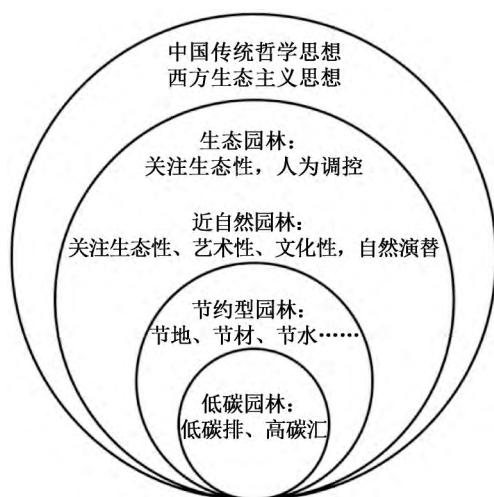 中国传统哲学思想
西方生态主义思想
生态园林：
关注生态性，人为调控
近自然园林：
关注生态性、艺术性、文化性，自然演替
节约型园林：
节地、节材、节水……
低碳园林：
低碳排、高碳汇